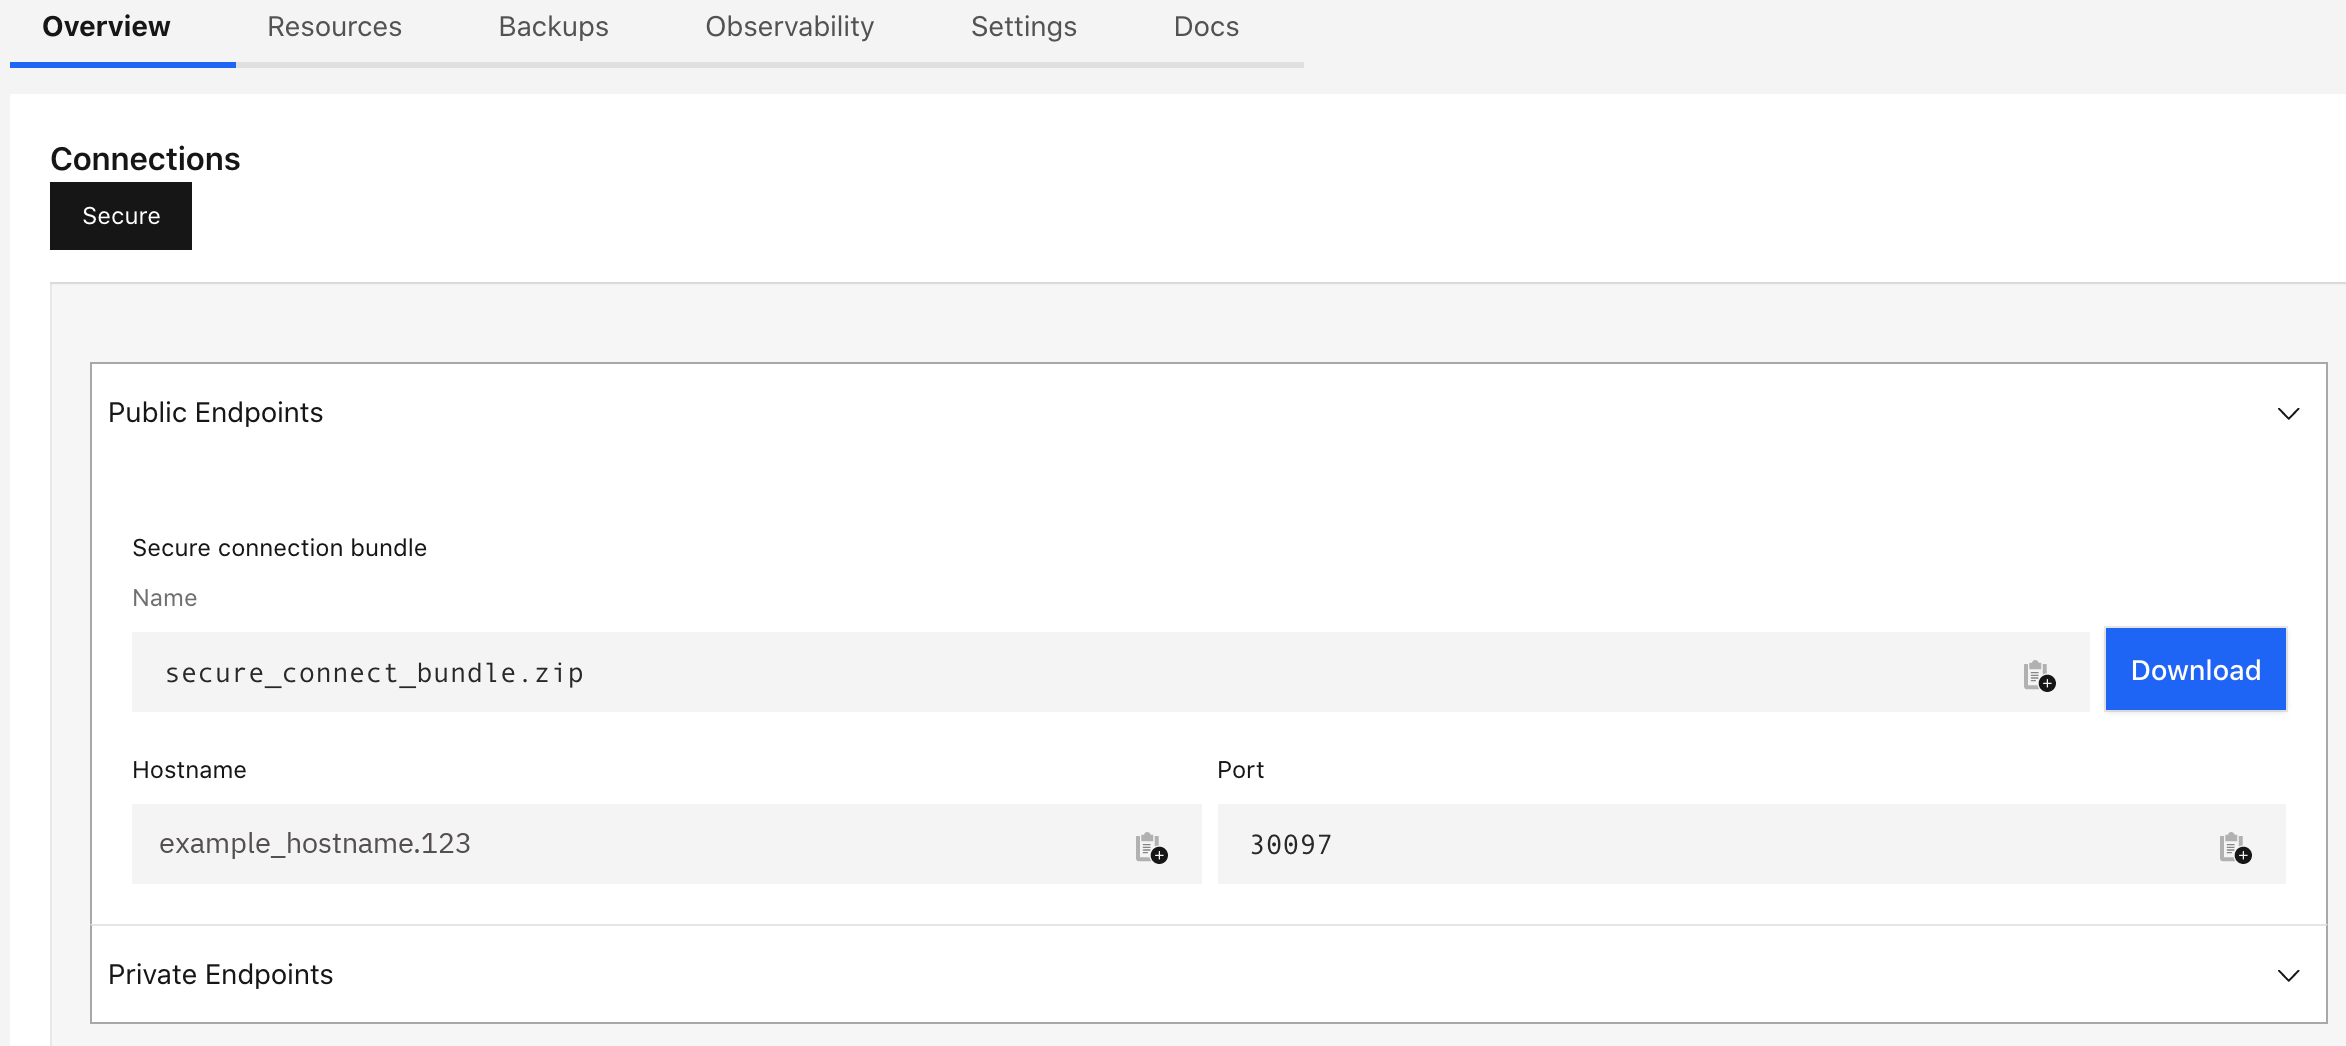 Overview Resources Backups Observability Settings Docs
Connections
Secure
Public Endpoints
Secure connection bundle
Name
secure_connect_bundle.zip
Download
Hostname Port
example_hostname.123 30097
Private Endpoints